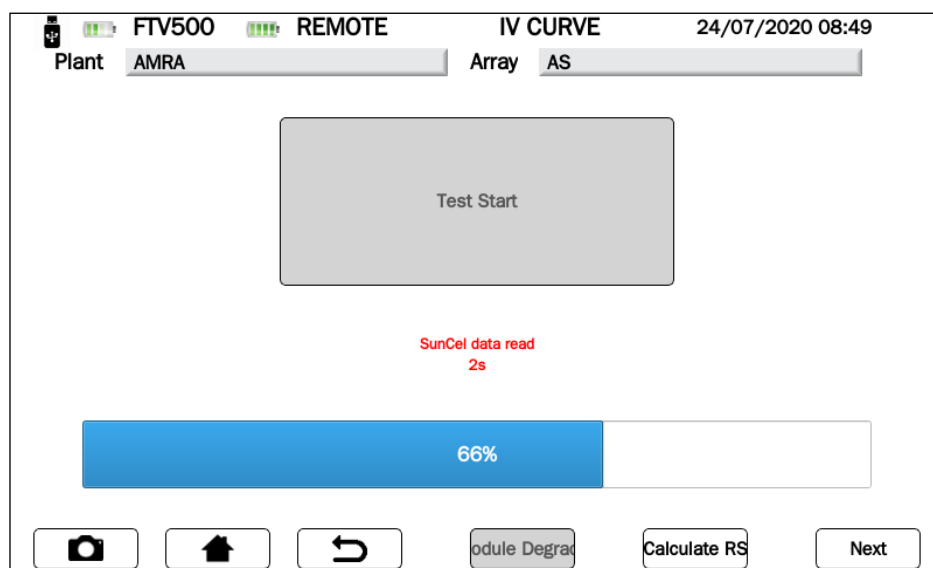 FTV500 REMOTE IV CURVE 24/07/2020 08:49
Plant AMRA Array AS
Test Start
SunCel data read
2s
66%
odule Degrad Calculate RS Next